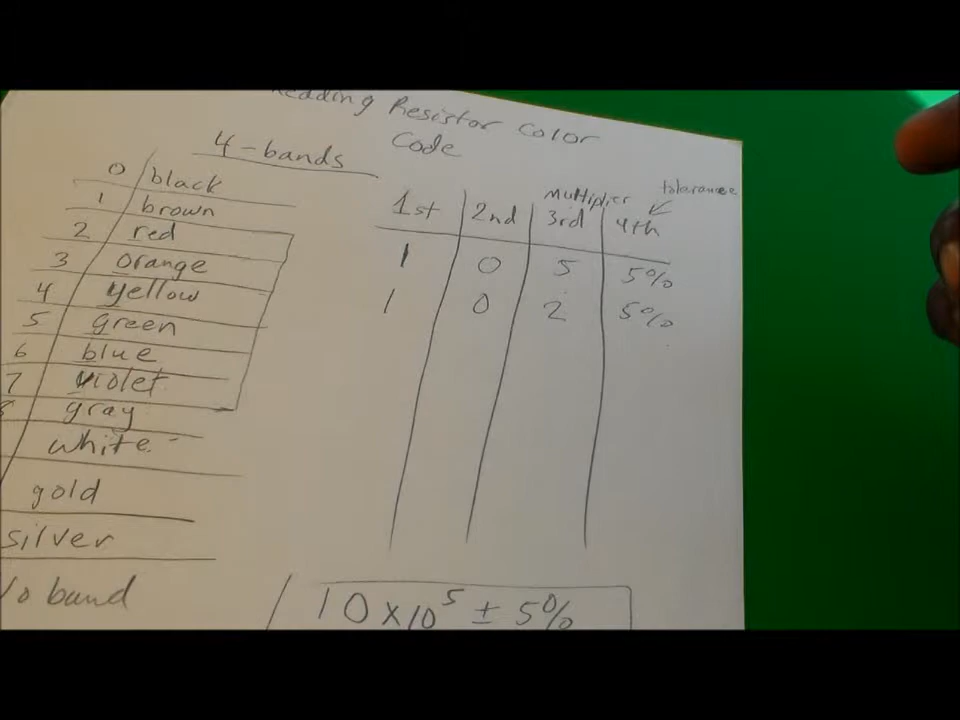 Reading Resistor Color
Code
4-bands
0 black
1 brown
2 red
3 orange
4 yellow
5 green
6 blue
7 violet
8 gray
white
gold
silver
band
multiplier tolerance
1st 2nd 3rd 4th
1 0 5 5%
1 0 2 5%
10 x 10⁵ ± 5%